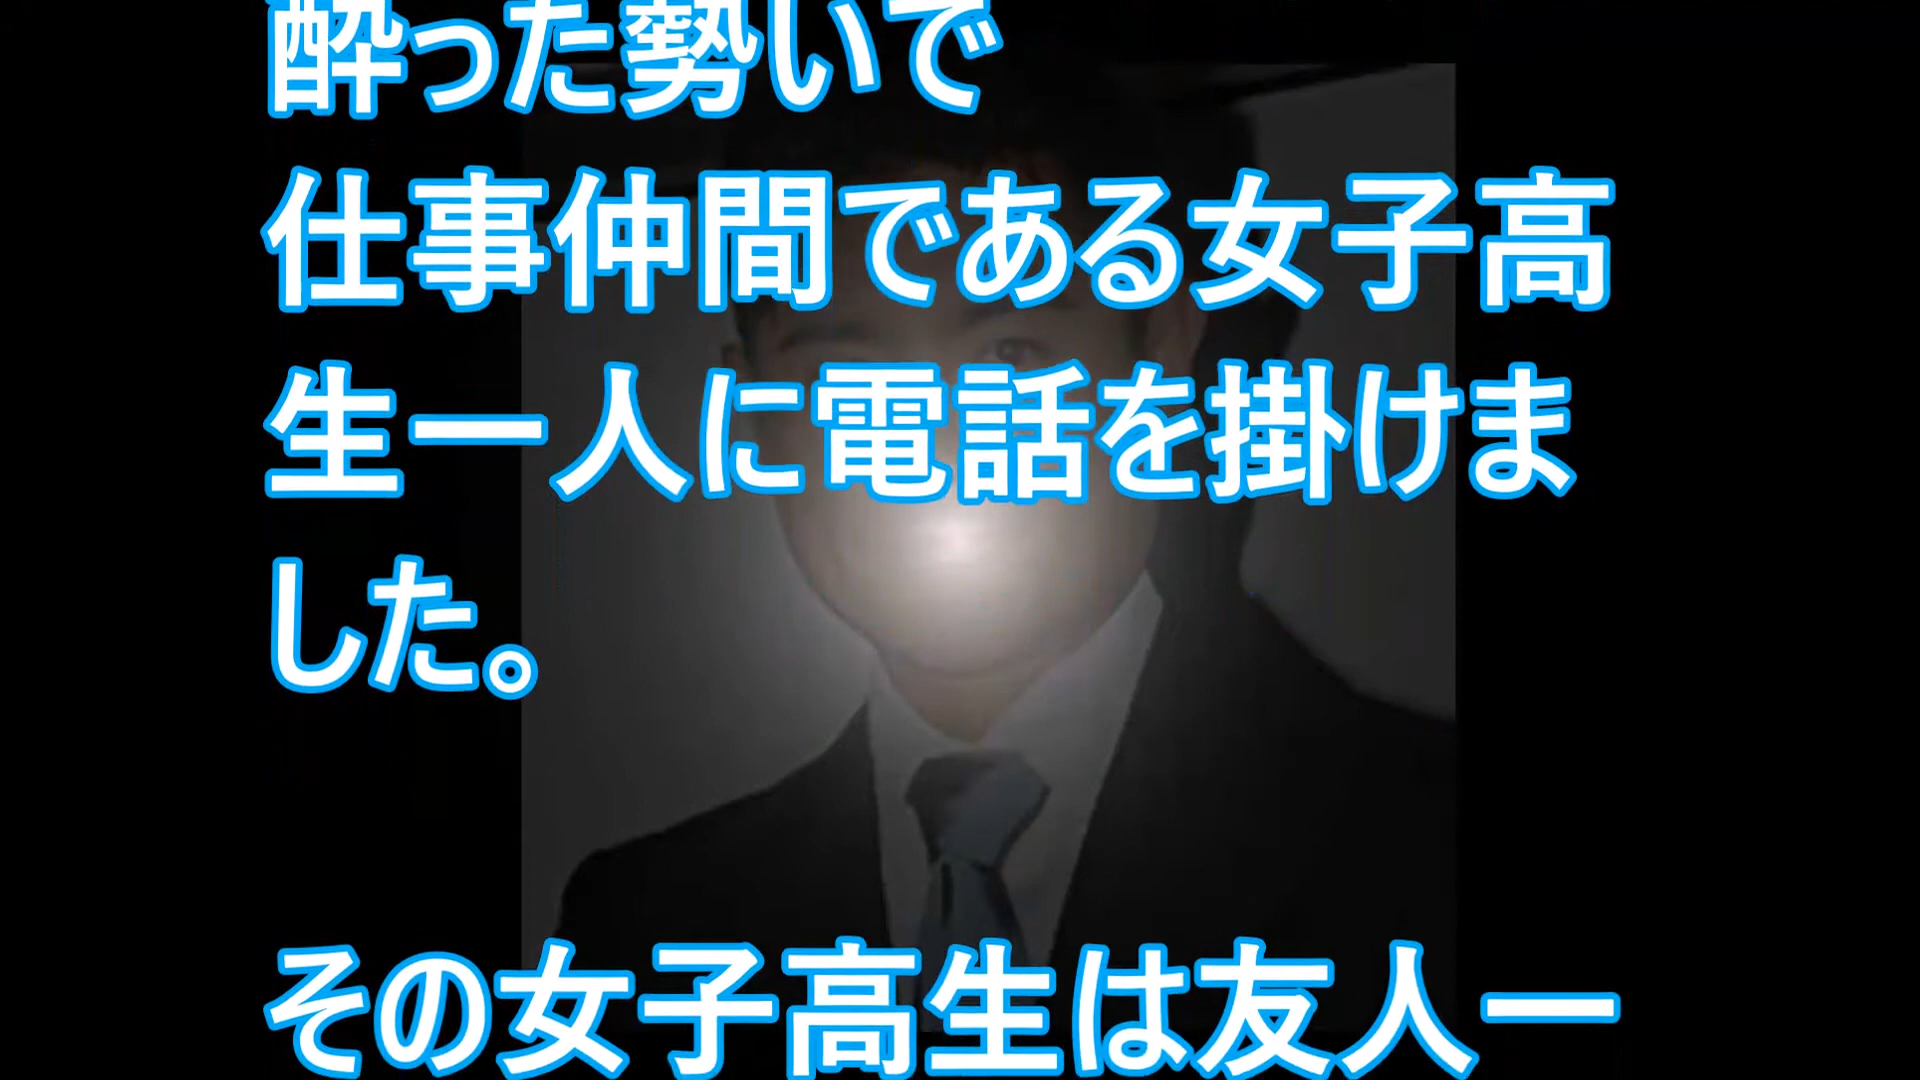 酔った勢いで
仕事仲間である女子高
生一人に電話を掛けま
した。
その女子高生は友人一